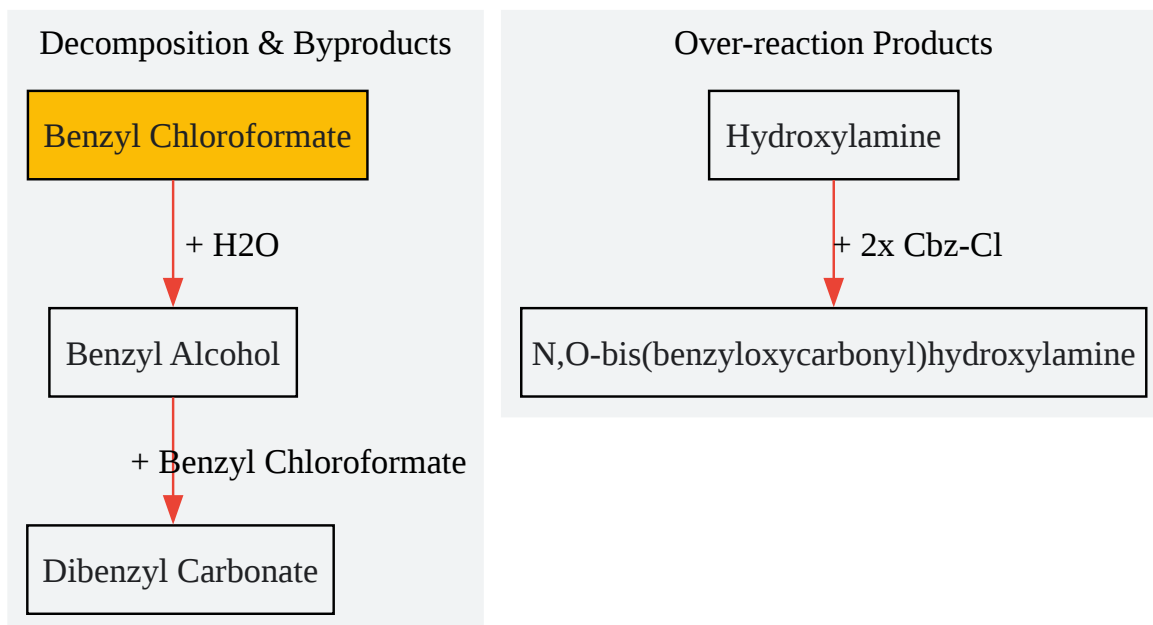 Decomposition & Byproducts
Benzyl Chloroformate
+ H2O
Benzyl Alcohol
+ Benzyl Chloroformate
Dibenzyl Carbonate
Over-reaction Products
Hydroxylamine
+ 2x Cbz-Cl
N,O-bis(benzyloxycarbonyl)hydroxylamine